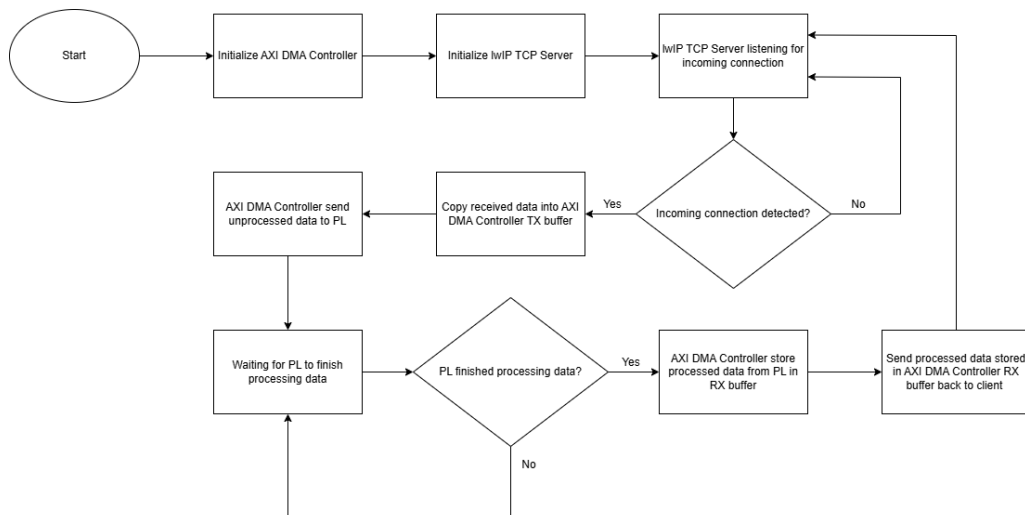 Start
Initialize AXI DMA Controller
Initialize lwIP TCP Server
lwIP TCP Server listening for
incoming connection
AXI DMA Controller send
unprocessed data to PL
Copy received data into AXI
DMA Controller TX buffer
Yes
Incoming connection detected?
No
Waiting for PL to finish
processing data
PL finished processing data?
Yes
AXI DMA Controller store
processed data from PL in
RX buffer
Send processed data stored
in AXI DMA Controller RX
buffer back to client
No